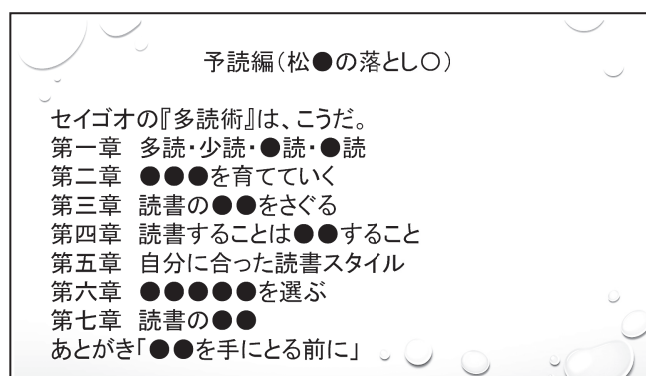 予読編(松●の落とし〇)
セイゴオの『多読術』は、こうだ。
第一章 多読・少読・●読・●読
第二章 ●●●を育てていく
第三章 読書の●●をさぐる
第四章 読書することは●●すること
第五章 自分に合った読書スタイル
第六章 ●●●●●を選ぶ
第七章 読書の●●
あとがき「●●を手にとる前に」